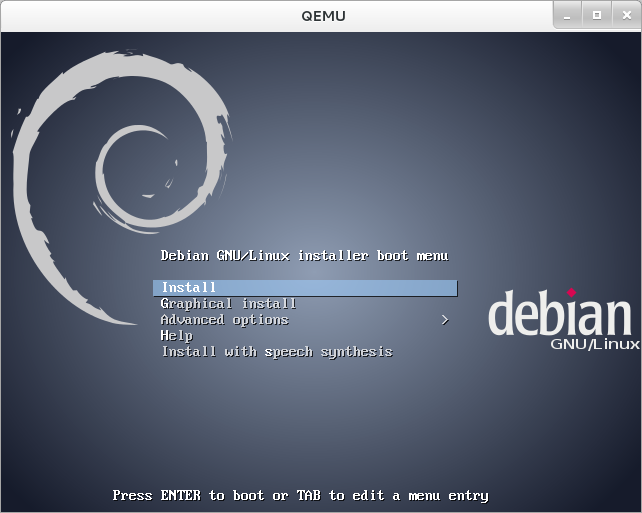 QEMU
Debian GNU/Linux installer boot menu
Install
Graphical install
Advanced options >
Help
Install with speech synthesis
debian
GNU/Linux
Press ENTER to boot or TAB to edit a menu entry